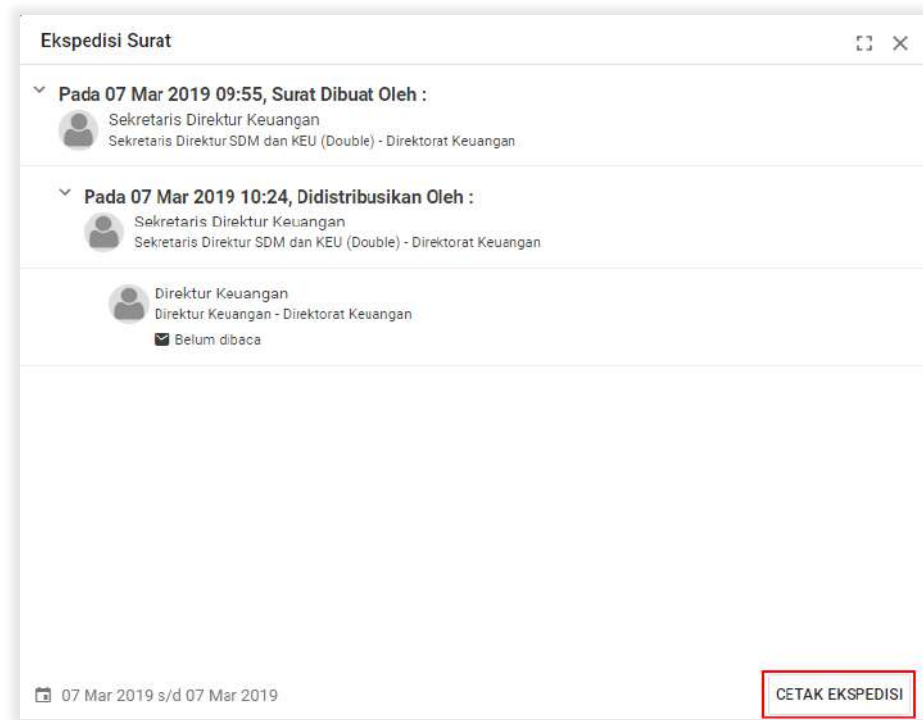 Ekspedisi Surat
Pada 07 Mar 2019 09:55, Surat Dibuat Oleh :
Sekretaris Direktur Keuangan
Sekretaris Direktur SDM dan KEU (Double) - Direktorat Keuangan
Pada 07 Mar 2019 10:24, Didistribusikan Oleh :
Sekretaris Direktur Keuangan
Sekretaris Direktur SDM dan KEU (Double) - Direktorat Keuangan
Direktur Keuangan
Direktur Keuangan - Direktorat Keuangan
Belum dibaca
07 Mar 2019 s/d 07 Mar 2019
CETAK EKSPEDISI